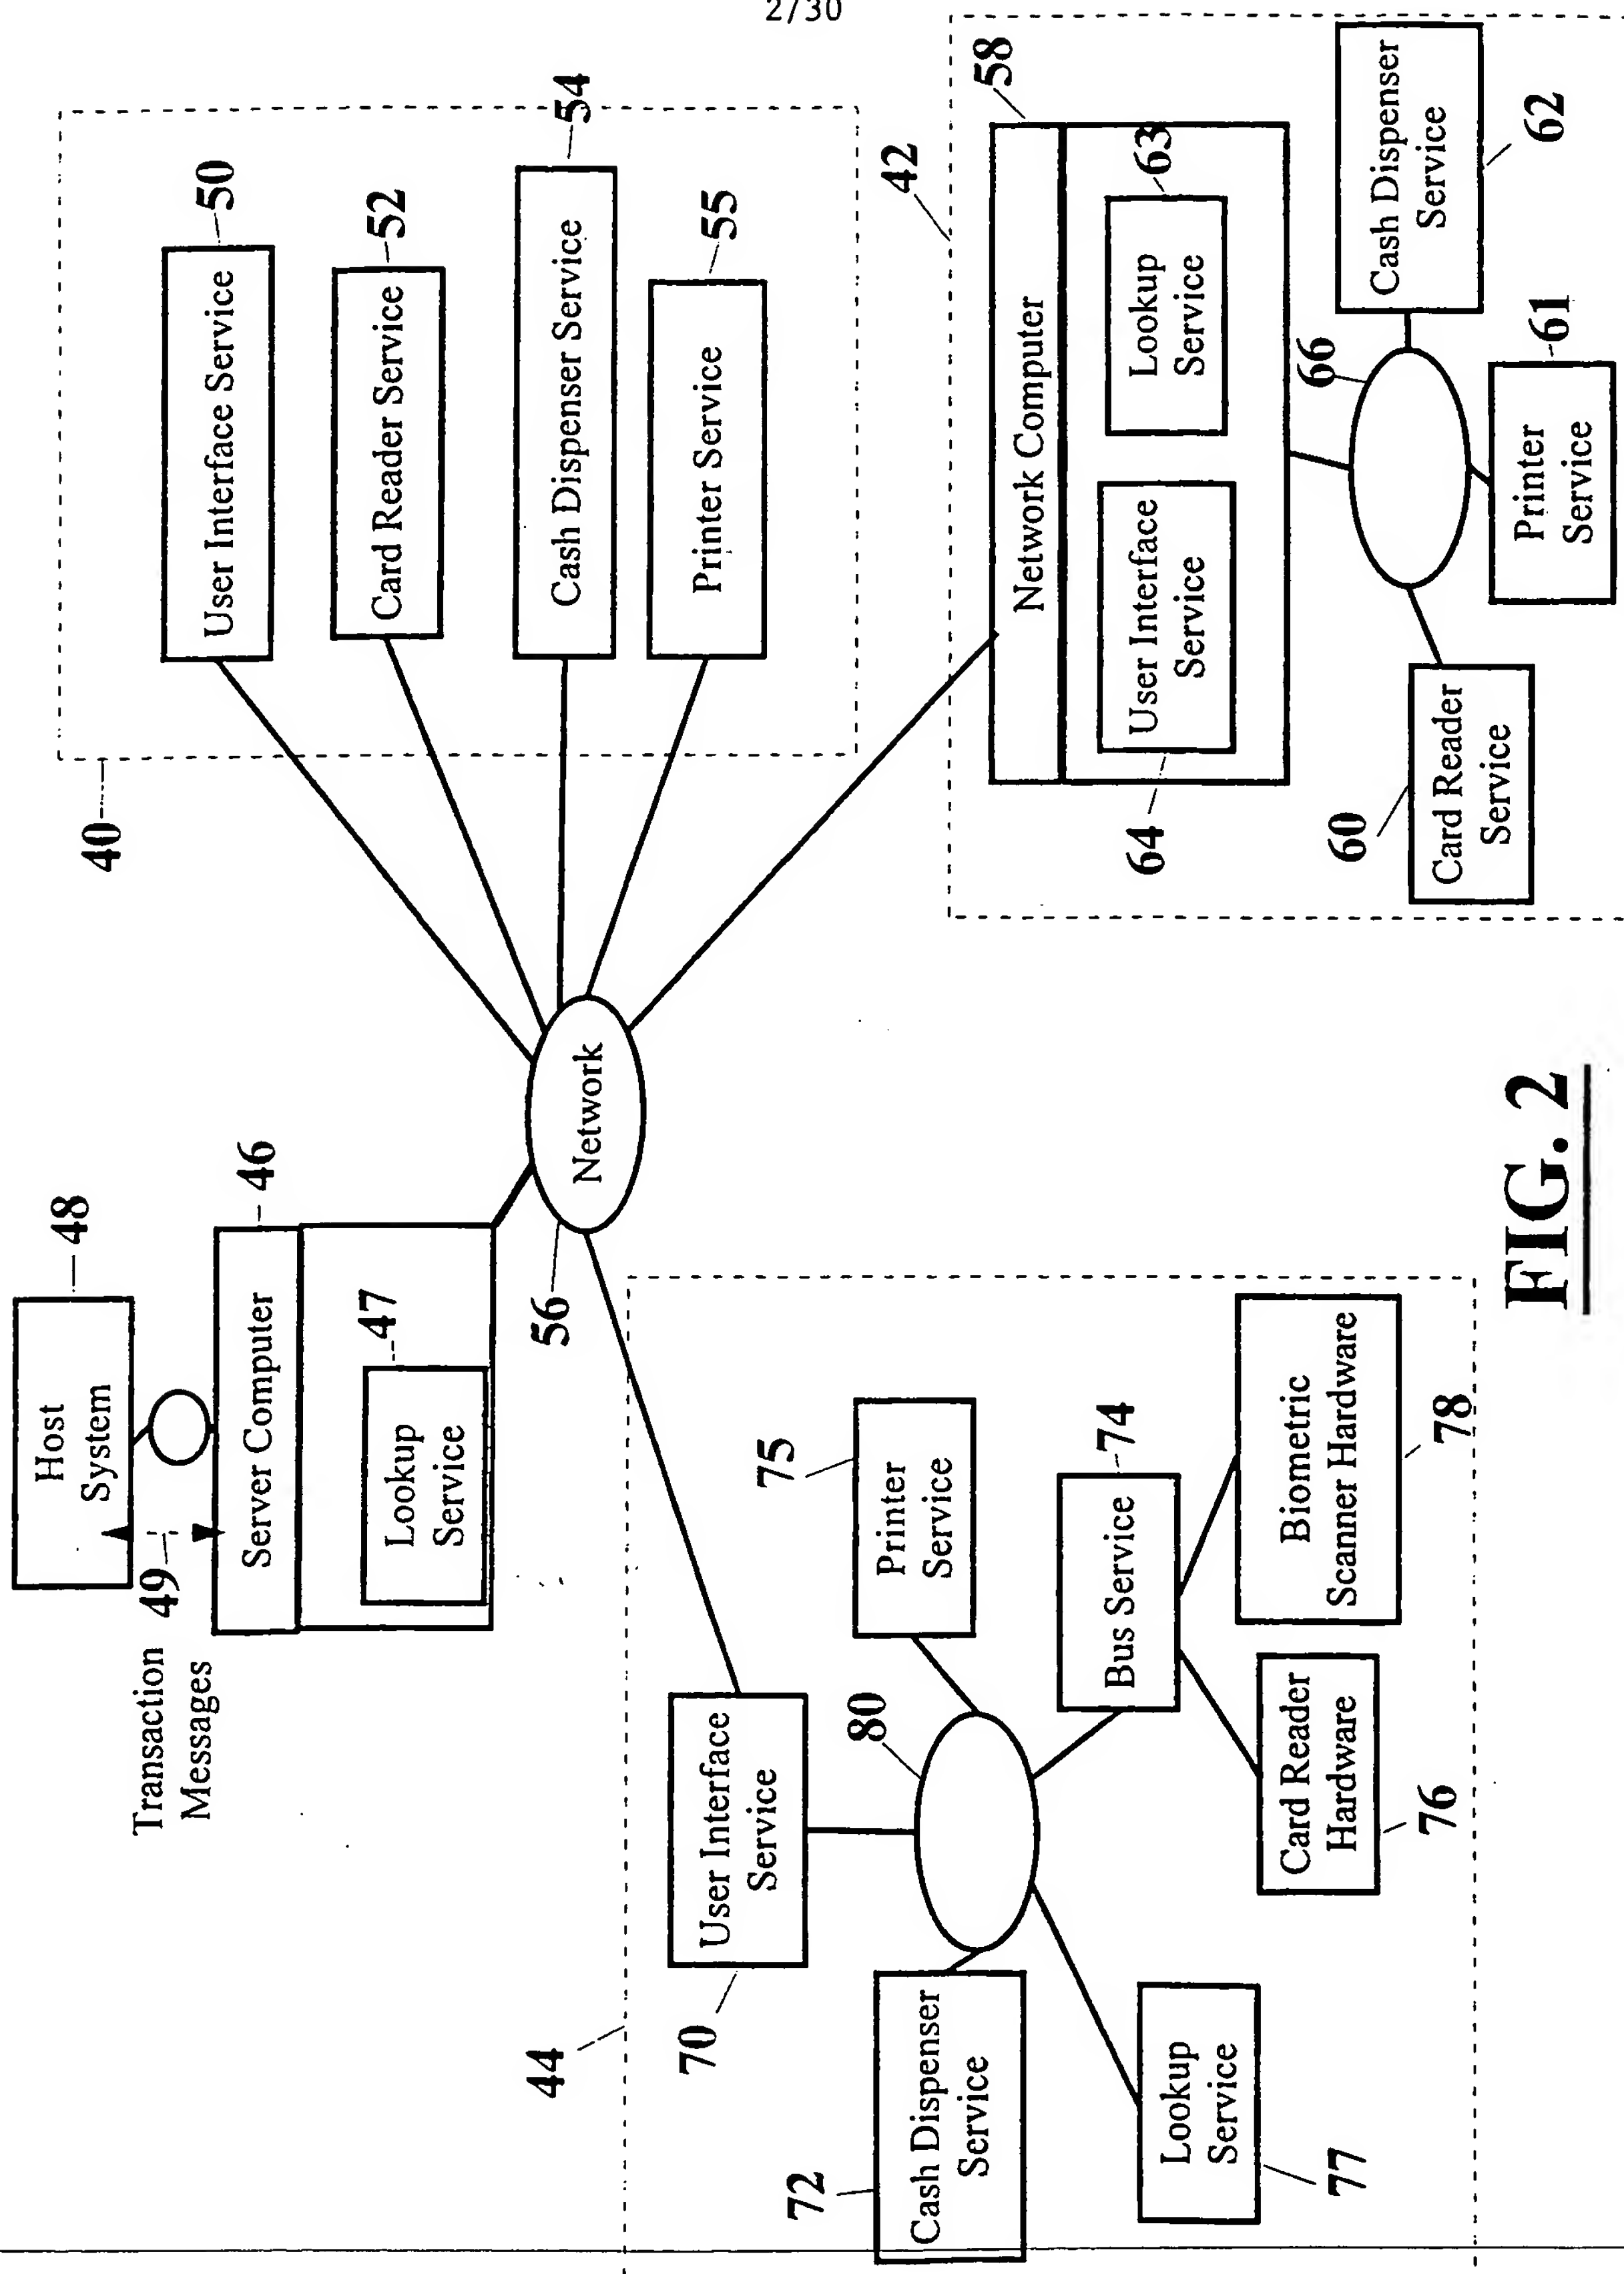 2/30
Host
System
48
49
Transaction
Messages
Server Computer
46
Lookup
Service
47
Network
56
40
User Interface Service
50
Card Reader Service
52
Cash Dispenser Service
54
Printer Service
55
42
Network Computer
58
User Interface
Service
64
Lookup
Service
63
66
Card Reader
Service
60
Printer
Service
61
Cash Dispenser
Service
62
44
User Interface
Service
70
Cash Dispenser
Service
72
80
Printer
Service
75
Bus Service
74
Lookup
Service
77
Card Reader
Hardware
76
Biometric
Scanner Hardware
78
FIG. 2